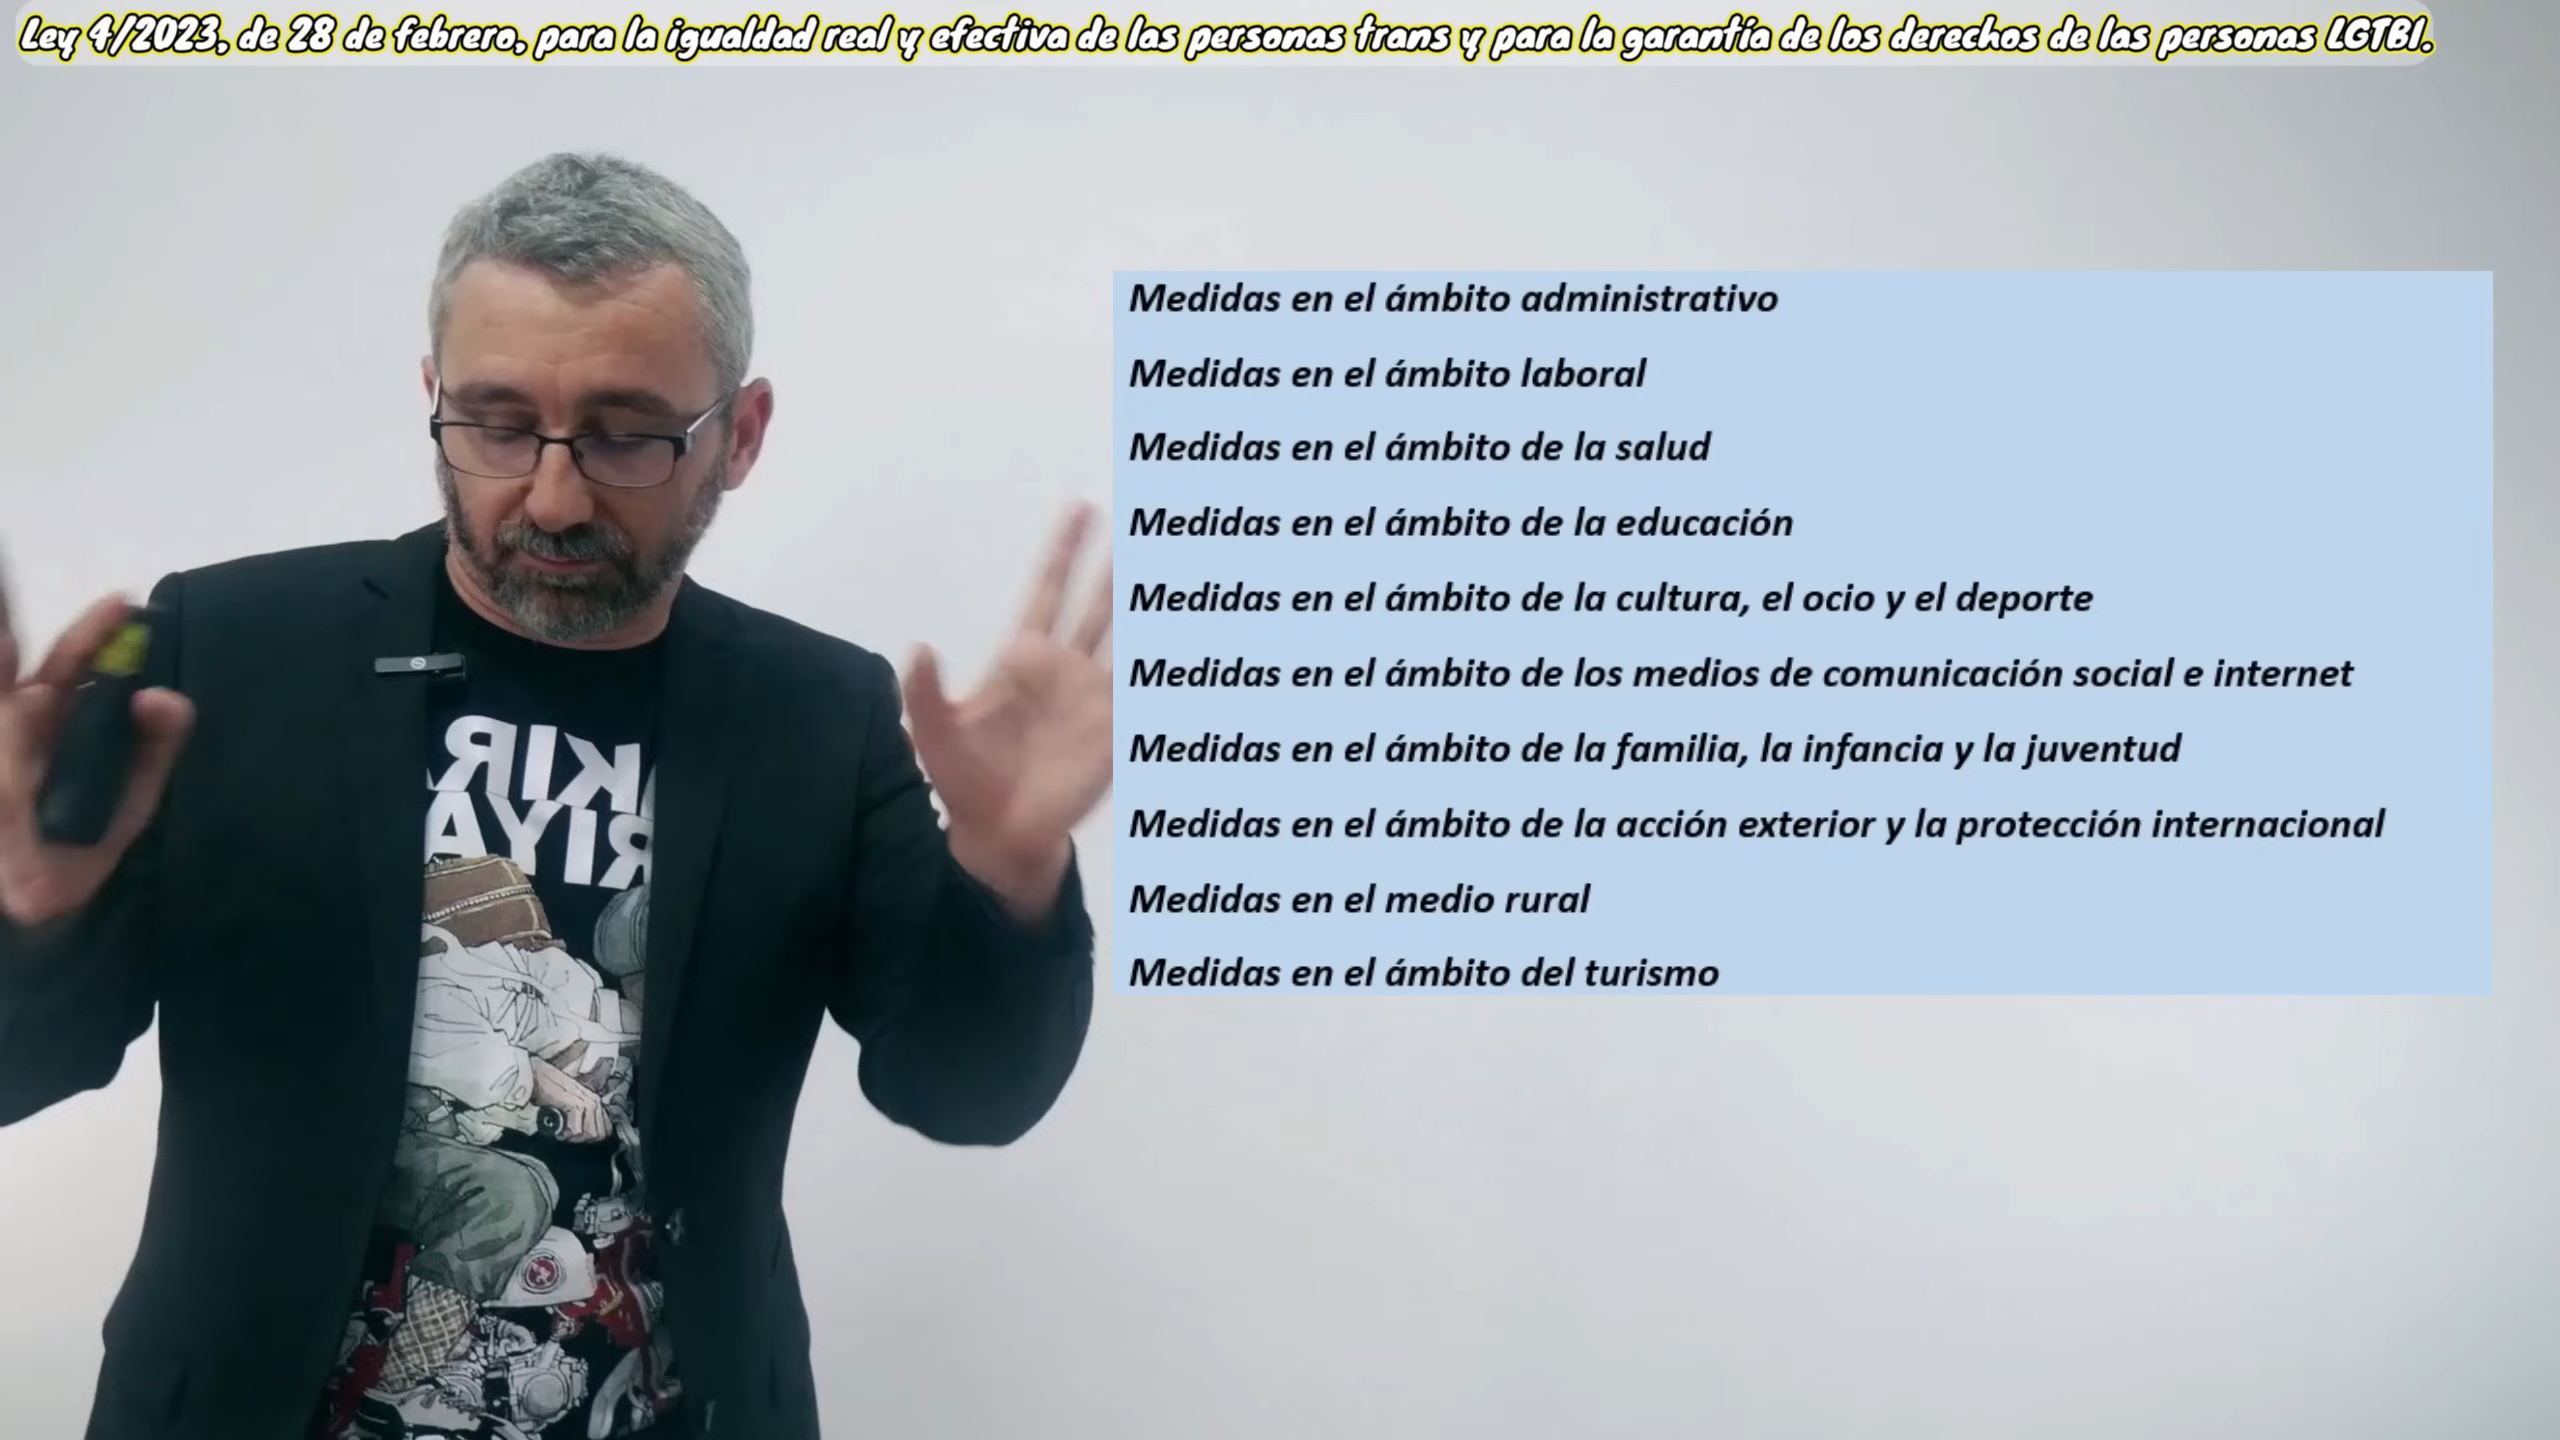 Ley 4/2023, de 28 de febrero, para la igualdad real y efectiva de las personas trans y para la garantía de los derechos de las personas LGTBI.
Medidas en el ámbito administrativo
Medidas en el ámbito laboral
Medidas en el ámbito de la salud
Medidas en el ámbito de la educación
Medidas en el ámbito de la cultura, el ocio y el deporte
Medidas en el ámbito de los medios de comunicación social e internet
Medidas en el ámbito de la familia, la infancia y la juventud
Medidas en el ámbito de la acción exterior y la protección internacional
Medidas en el medio rural
Medidas en el ámbito del turismo